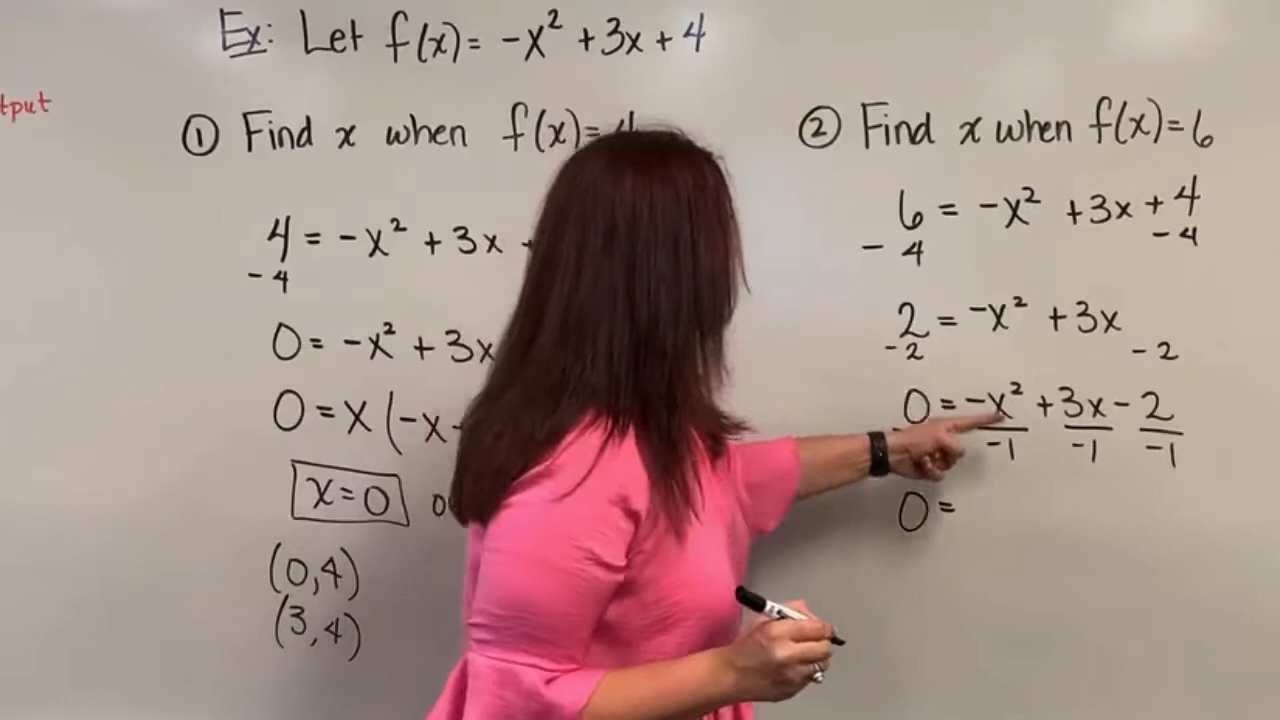 Ex: Let f(x) = -x² + 3x + 4
tput
① Find x when f(x) = 4
4 = -x² + 3x
-4
0 = -x² + 3x
0 = x(-x
x = 0 o
(0,4)
(3,4)
② Find x when f(x) = 6
6 = -x² + 3x + 4
- 4 - 4
2 = -x² + 3x
-2 - 2
0 = -x² + 3x - 2
-1 -1 -1
0 =